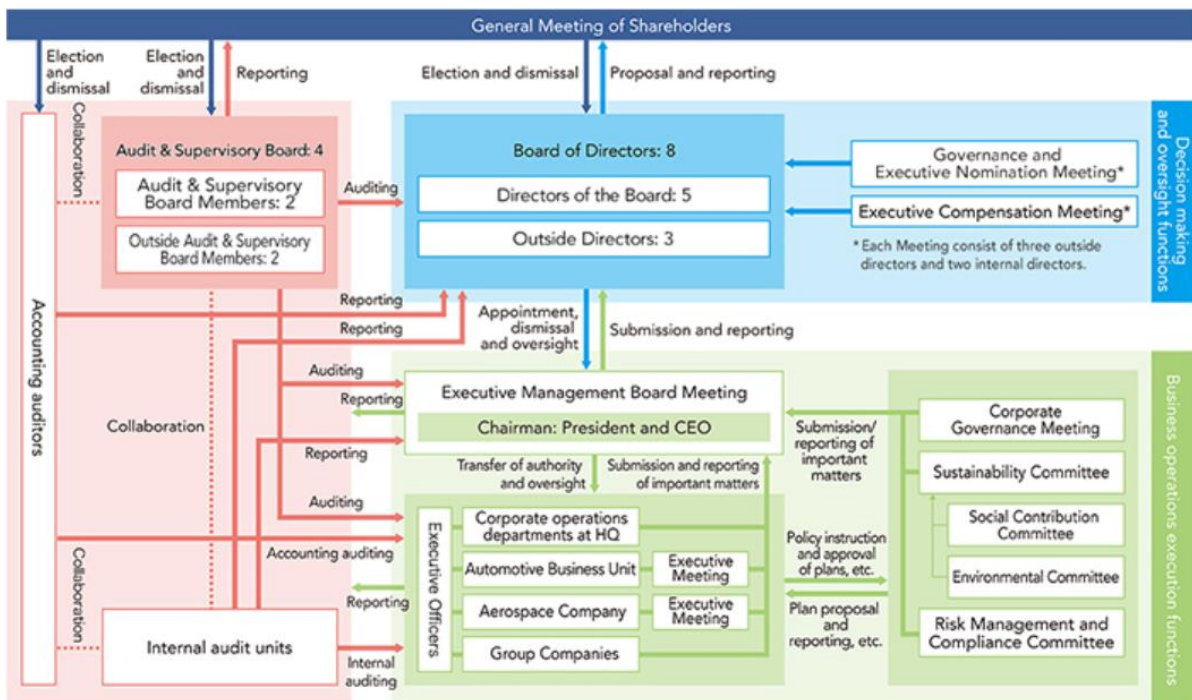 General Meeting of Shareholders
Election
and
dismissal
Election
and
dismissal
Reporting
Election and dismissal
Proposal and reporting
Collaboration
Audit & Supervisory Board: 4
Audit & Supervisory
Board Members: 2
Outside Audit & Supervisory
Board Members: 2
Auditing
Board of Directors: 8
Directors of the Board: 5
Outside Directors: 3
Governance and
Executive Nomination Meeting*
Executive Compensation Meeting*
* Each Meeting consist of three outside
directors and two internal directors.
Decision making
and oversight functions
Accounting auditors
Reporting
Reporting
Appointment,
dismissal
and oversight
Submission and reporting
Auditing
Reporting
Collaboration
Reporting
Executive Management Board Meeting
Chairman: President and CEO
Submission/
reporting of
important
matters
Corporate
Governance Meeting
Sustainability Committee
Social Contribution
Committee
Environmental Committee
Risk Management and
Compliance Committee
Business operations execution functions
Transfer of authority
and oversight
Submission and reporting
of important matters
Auditing
Accounting auditing
Reporting
Executive Officers
Corporate operations
departments at HQ
Automotive Business Unit
Executive
Meeting
Aerospace Company
Executive
Meeting
Group Companies
Policy instruction
and approval
of plans, etc.
Plan proposal
and
reporting, etc.
Collaboration
Internal audit units
Internal
auditing